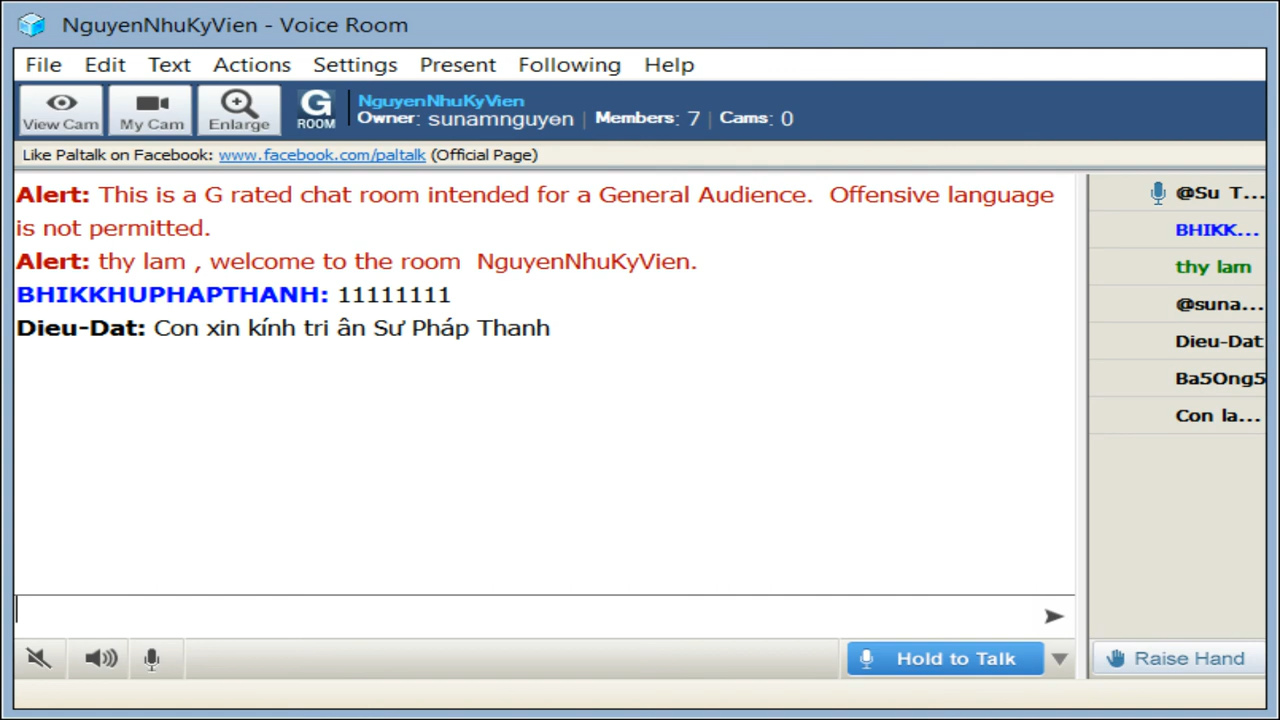 NguyenNhuKyVien - Voice Room
File Edit Text Actions Settings Present Following Help
View Cam My Cam Enlarge G ROOM
NguyenNhuKyVien
Owner: sunamnguyen | Members: 7 | Cams: 0
Like Paltalk on Facebook: www.facebook.com/paltalk (Official Page)
Alert: This is a G rated chat room intended for a General Audience. Offensive language
is not permitted.
Alert: thy lam , welcome to the room NguyenNhuKyVien.
BHIKKHUPHAPTHANH: 11111111
Dieu-Dat: Con xin kính tri ân Sư Pháp Thanh
@Su T...
BHIKK...
thy lam
@suna...
Dieu-Dat
Ba5Ong5
Con la...
Hold to Talk
Raise Hand